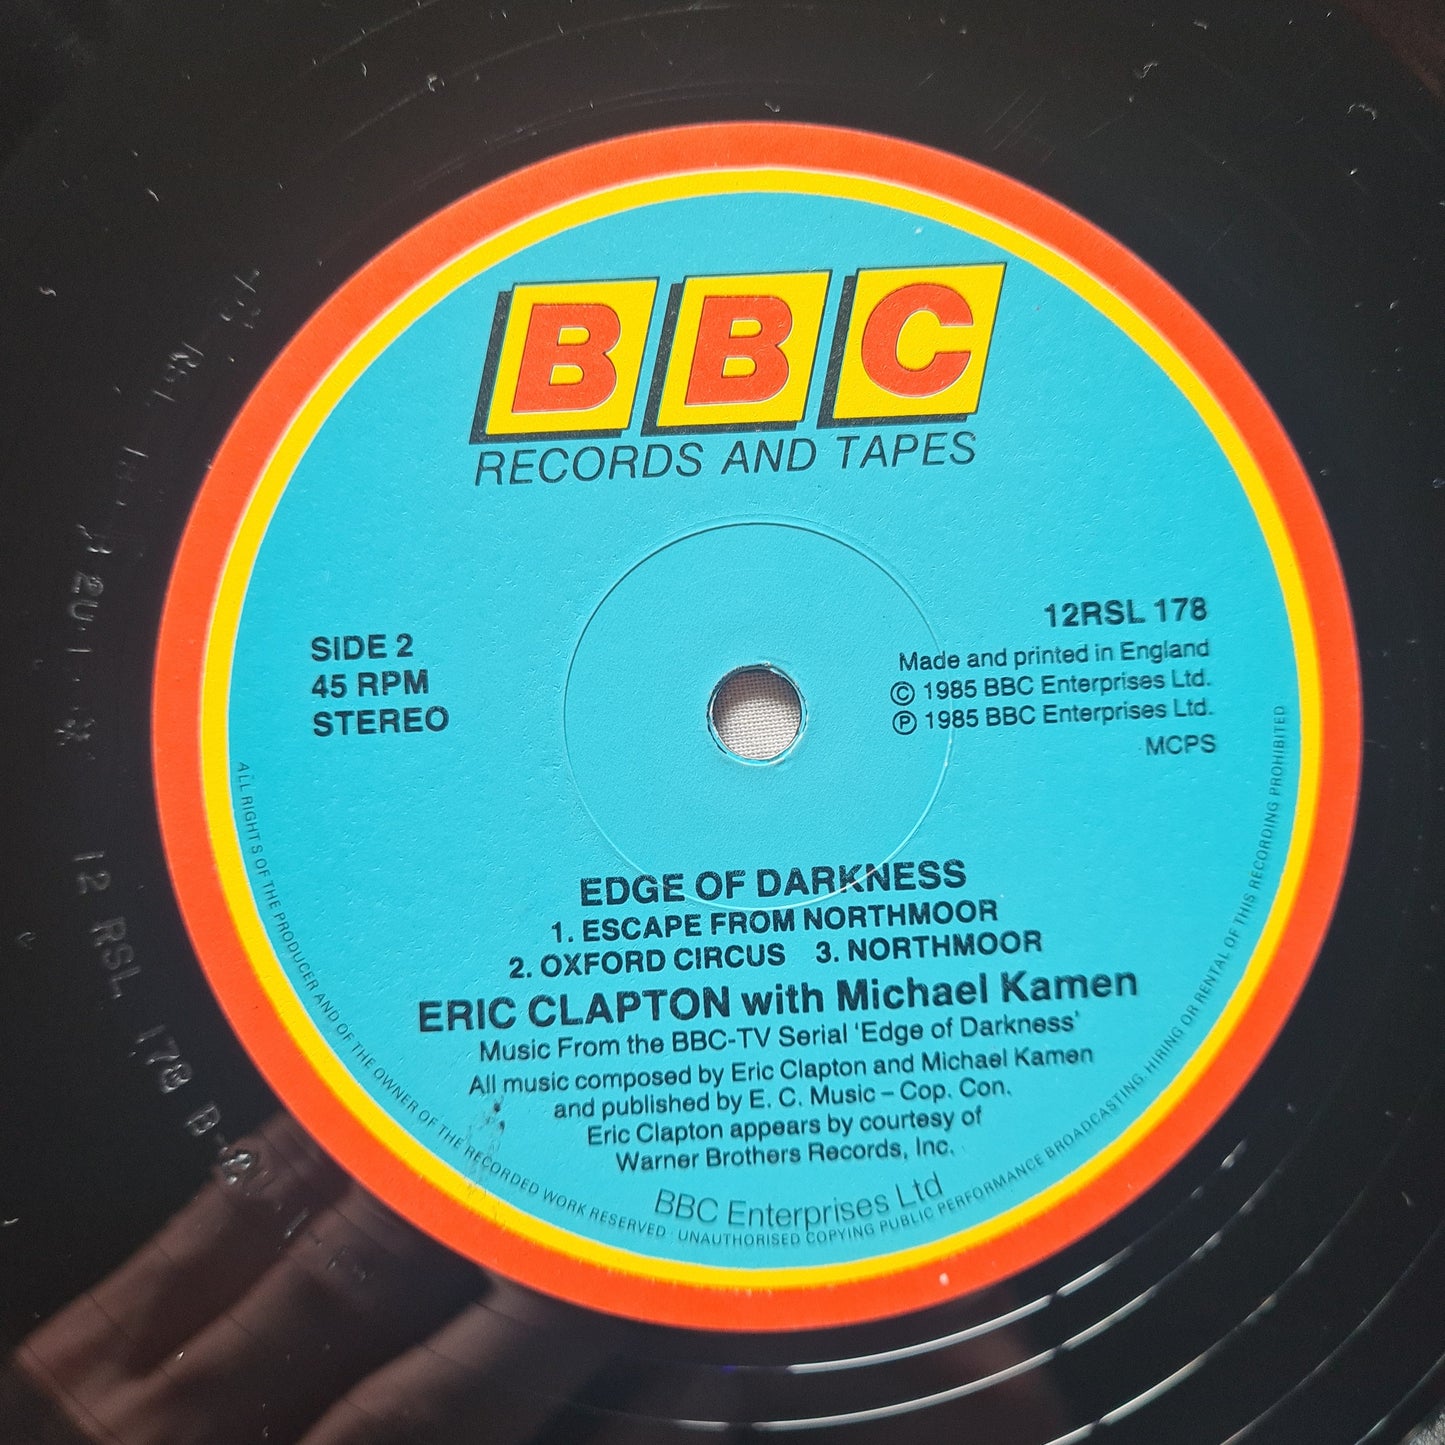 BBC
RECORDS AND TAPES
SIDE 2
45 RPM
STEREO
12RSL 178
Made and printed in England
© 1985 BBC Enterprises Ltd.
℗ 1985 BBC Enterprises Ltd.
MCPS
EDGE OF DARKNESS
1. ESCAPE FROM NORTHMOOR
2. OXFORD CIRCUS 3. NORTHMOOR
ERIC CLAPTON with Michael Kamen
Music From the BBC-TV Serial 'Edge of Darkness'
All music composed by Eric Clapton and Michael Kamen
and published by E. C. Music – Cop. Con.
Eric Clapton appears by courtesy of
Warner Brothers Records, Inc.
BBC Enterprises Ltd
ALL RIGHTS OF THE PRODUCER AND OF THE OWNER OF THE RECORDED WORK RESERVED · UNAUTHORISED COPYING PUBLIC PERFORMANCE BROADCASTING, HIRING OR RENTAL OF THIS RECORDING PROHIBITED
12 RSL 178 B